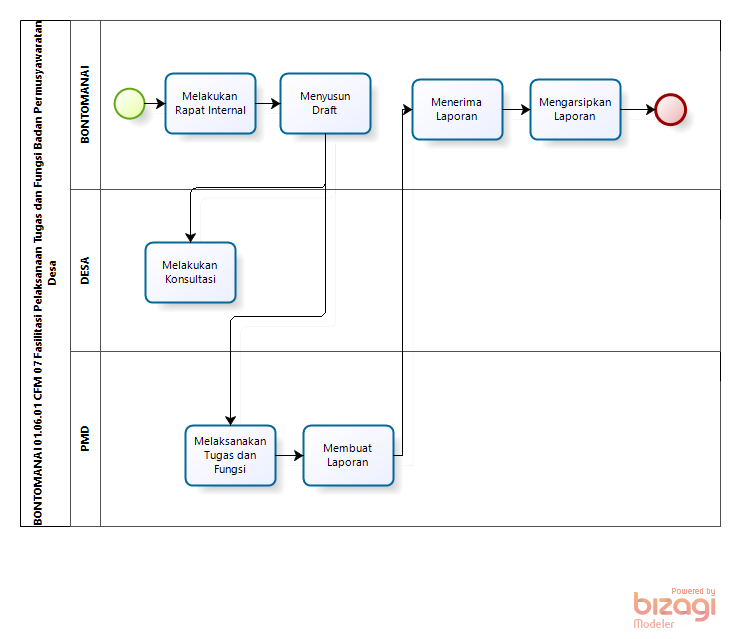 BONTOMANAI 01.06.01 CFM 07 Fasilitasi Pelaksanaan Tugas dan Fungsi Badan Permusyawaratan
Desa
BONTOMANAI
Melakukan
Rapat Internal
Menyusun
Draft
Menerima
Laporan
Mengarsipkan
Laporan
DESA
Melakukan
Konsultasi
PMD
Melaksanakan
Tugas dan
Fungsi
Membuat
Laporan
Powered by
bizagi
Modeler